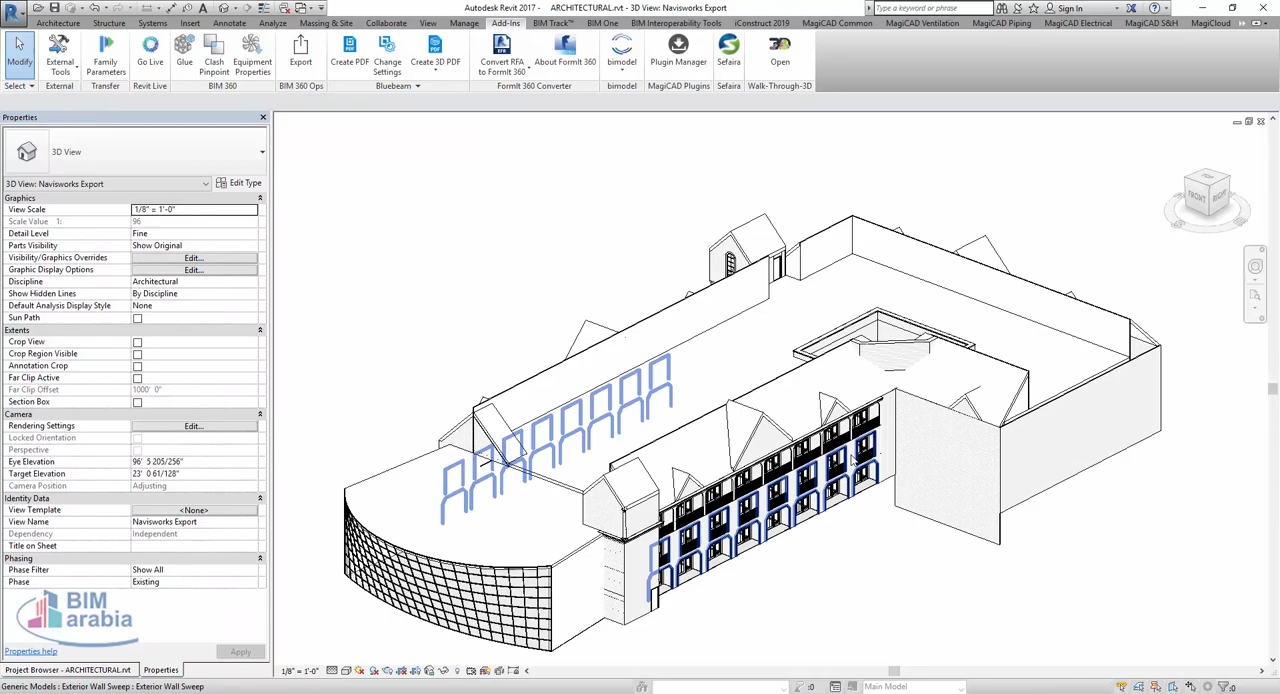 Autodesk Revit 2017 - ARCHITECTURAL.rvt - 3D View: Navisworks Export
Type a keyword or phrase
Sign In
Architecture Structure Systems Insert Annotate Analyze Massing & Site Collaborate View Manage Add-Ins BIM Track™ BIM One BIM Interoperability Tools iConstruct 2019 MagiCAD Common MagiCAD Ventilation MagiCAD Piping MagiCAD Electrical MagiCAD S&H MagiCloud
Modify
External Tools
Family Parameters
Go Live
Glue
Clash Pinpoint
Equipment Properties
Export
Create PDF
Change Settings
Create 3D PDF
Convert RFA to FormIt 360
About FormIt 360
bimodel
Plugin Manager
Sefaira
Open
Select External Transfer Revit Live BIM 360 BIM 360 Ops Bluebeam FormIt 360 Converter bimodel MagiCAD Plugins Sefaira Walk-Through-3D
Properties
3D View
3D View: Navisworks Export Edit Type
Graphics
View Scale 1/8" = 1'-0"
Scale Value 1: 96
Detail Level Fine
Parts Visibility Show Original
Visibility/Graphics Overrides Edit...
Graphic Display Options Edit...
Discipline Architectural
Show Hidden Lines By Discipline
Default Analysis Display Style None
Sun Path
Extents
Crop View
Crop Region Visible
Annotation Crop
Far Clip Active
Far Clip Offset 1000' 0"
Section Box
Camera
Rendering Settings Edit...
Locked Orientation
Perspective
Eye Elevation 96' 5 205/256"
Target Elevation 23' 0 61/128"
Camera Position Adjusting
Identity Data
View Template <None>
View Name Navisworks Export
Dependency Independent
Title on Sheet
Phasing
Phase Filter Show All
Phase Existing
BIM
arabia
Properties help Apply
Project Browser - ARCHITECTURAL.rvt Properties
1/8" = 1'-0"
Generic Models : Exterior Wall Sweep : Exterior Wall Sweep
:0
Main Model
:0
TOP
FRONT
RIGHT